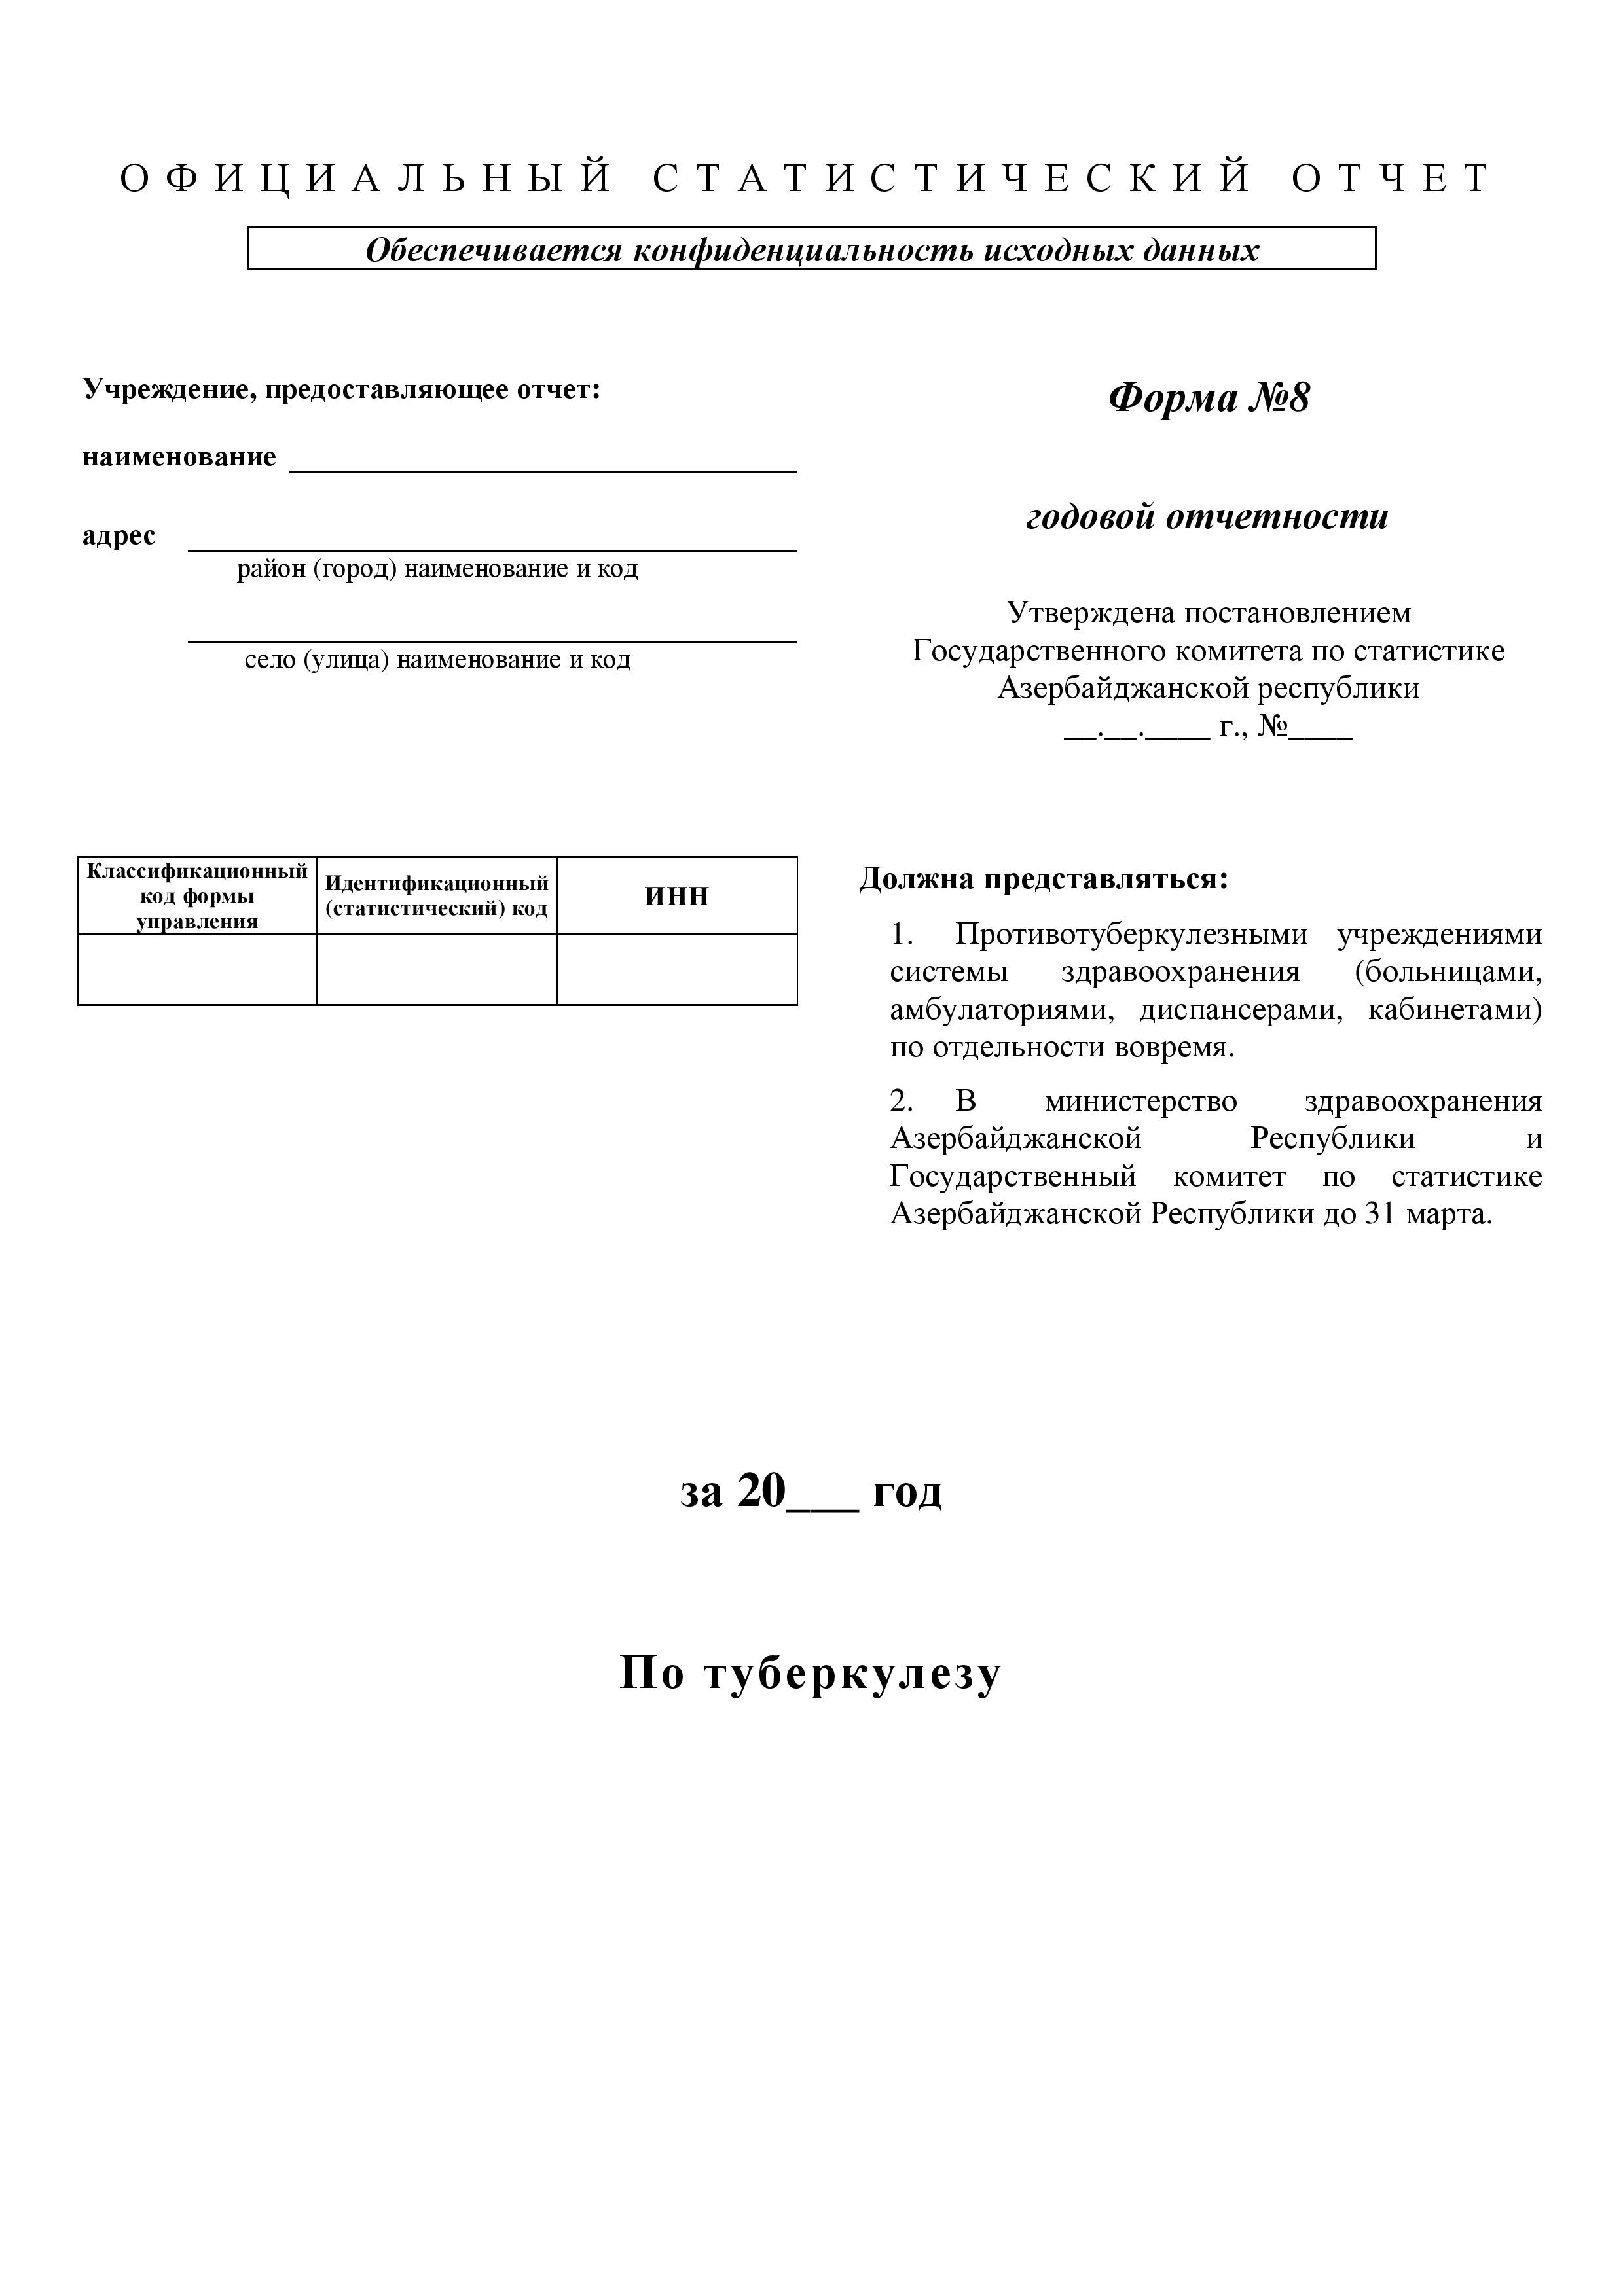 ОФИЦИАЛЬНЫЙ СТАТИСТИЧЕСКИЙ ОТЧЕТ
Обеспечивается конфиденциальность исходных данных
Учреждение, предоставляющее отчет:
наименование
адрес
район (город) наименование и код
село (улица) наименование и код
Форма №8
годовой отчетности
Утверждена постановлением
Государственного комитета по статистике
Азербайджанской республики
__.__.____ г., №____
Классификационный
код формы
управления
Идентификационный
(статистический) код
ИНН
Должна представляться:
1. Противотуберкулезными учреждениями
системы здравоохранения (больницами,
амбулаториями, диспансерами, кабинетами)
по отдельности вовремя.
2. В министерство здравоохранения
Азербайджанской Республики и
Государственный комитет по статистике
Азербайджанской Республики до 31 марта.
за 20___ год
По туберкулезу